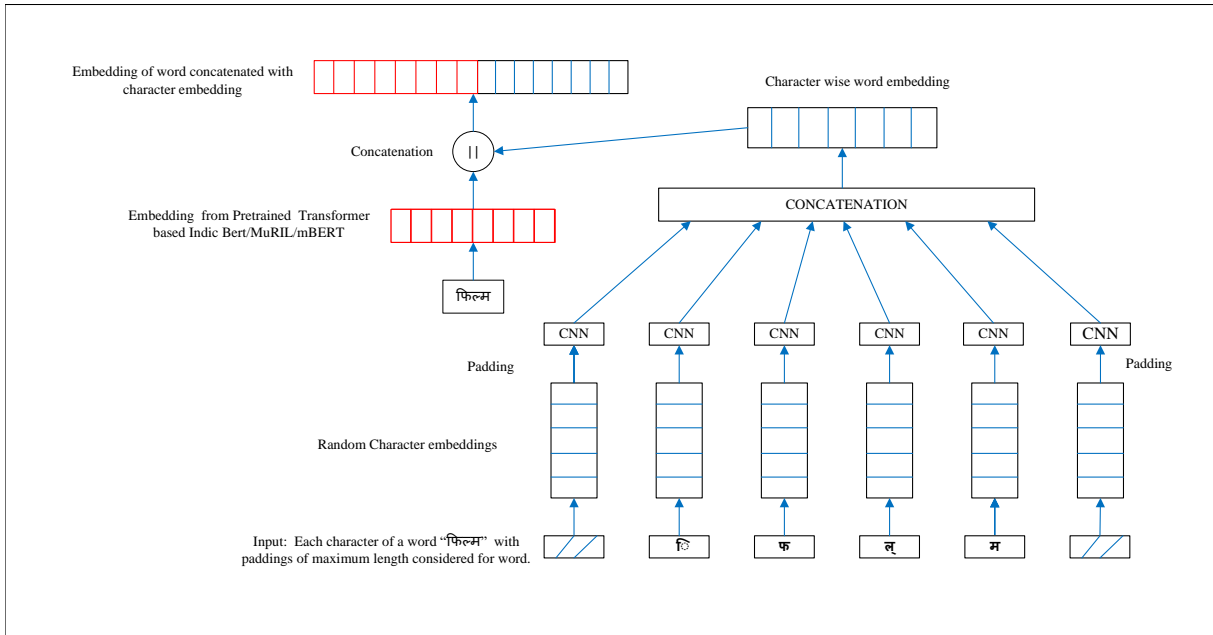 Embedding of word concatenated with
character embedding
Character wise word embedding
Concatenation
||
CONCATENATION
Embedding from Pretrained Transformer
based Indic Bert/MuRIL/mBERT
फिल्म
CNN
CNN
CNN
CNN
CNN
CNN
Padding
Padding
Random Character embeddings
Input: Each character of a word “फिल्म” with
paddings of maximum length considered for word.
ि
फ
ल्
म